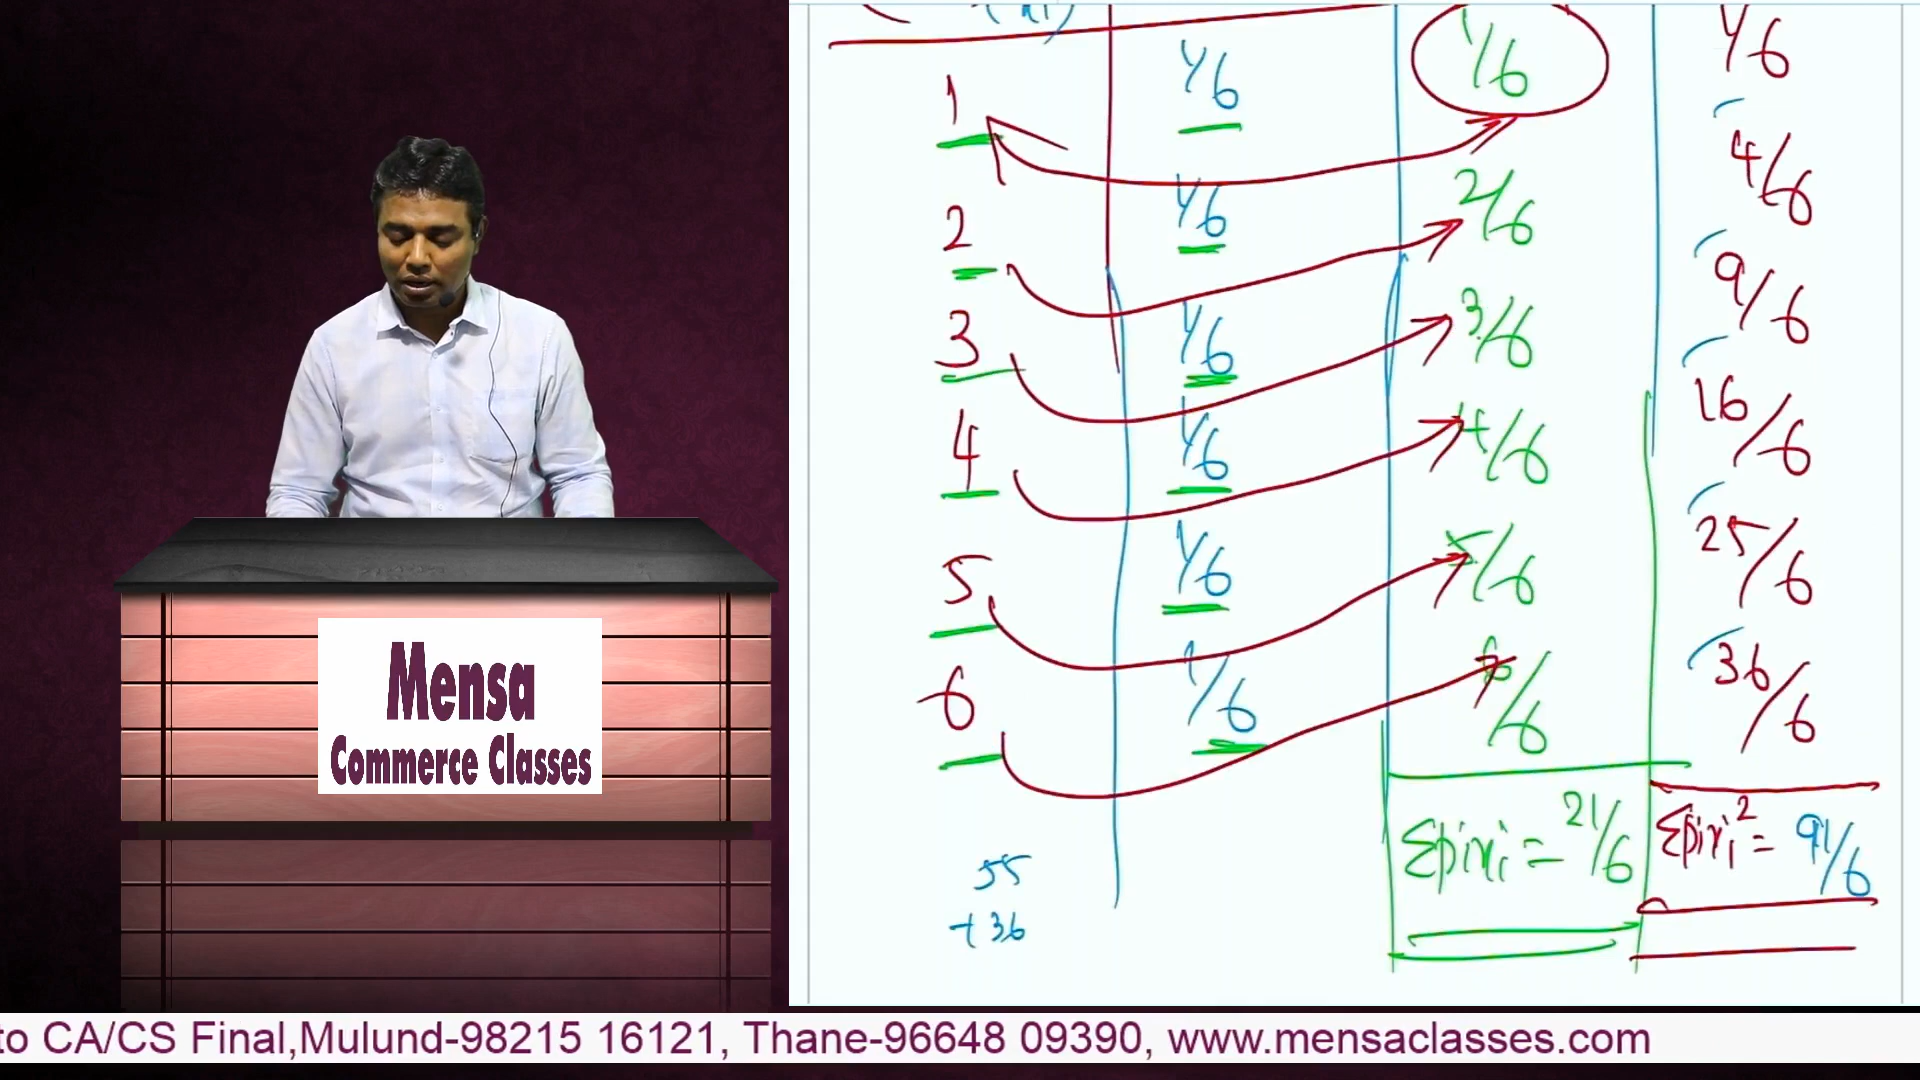 1/6 1/6
1 1/6
4/6
2 1/6 2/6
9/6
3 1/6 3/6
16/6
4 1/6 4/6
25/6
5 1/6 5/6
36/6
6 1/6 6/6
Σpixi = 21/6 Σpixi² = 91/6
55
+36
Mensa
Commerce Classes
to CA/CS Final,Mulund-98215 16121, Thane-96648 09390, www.mensaclasses.com